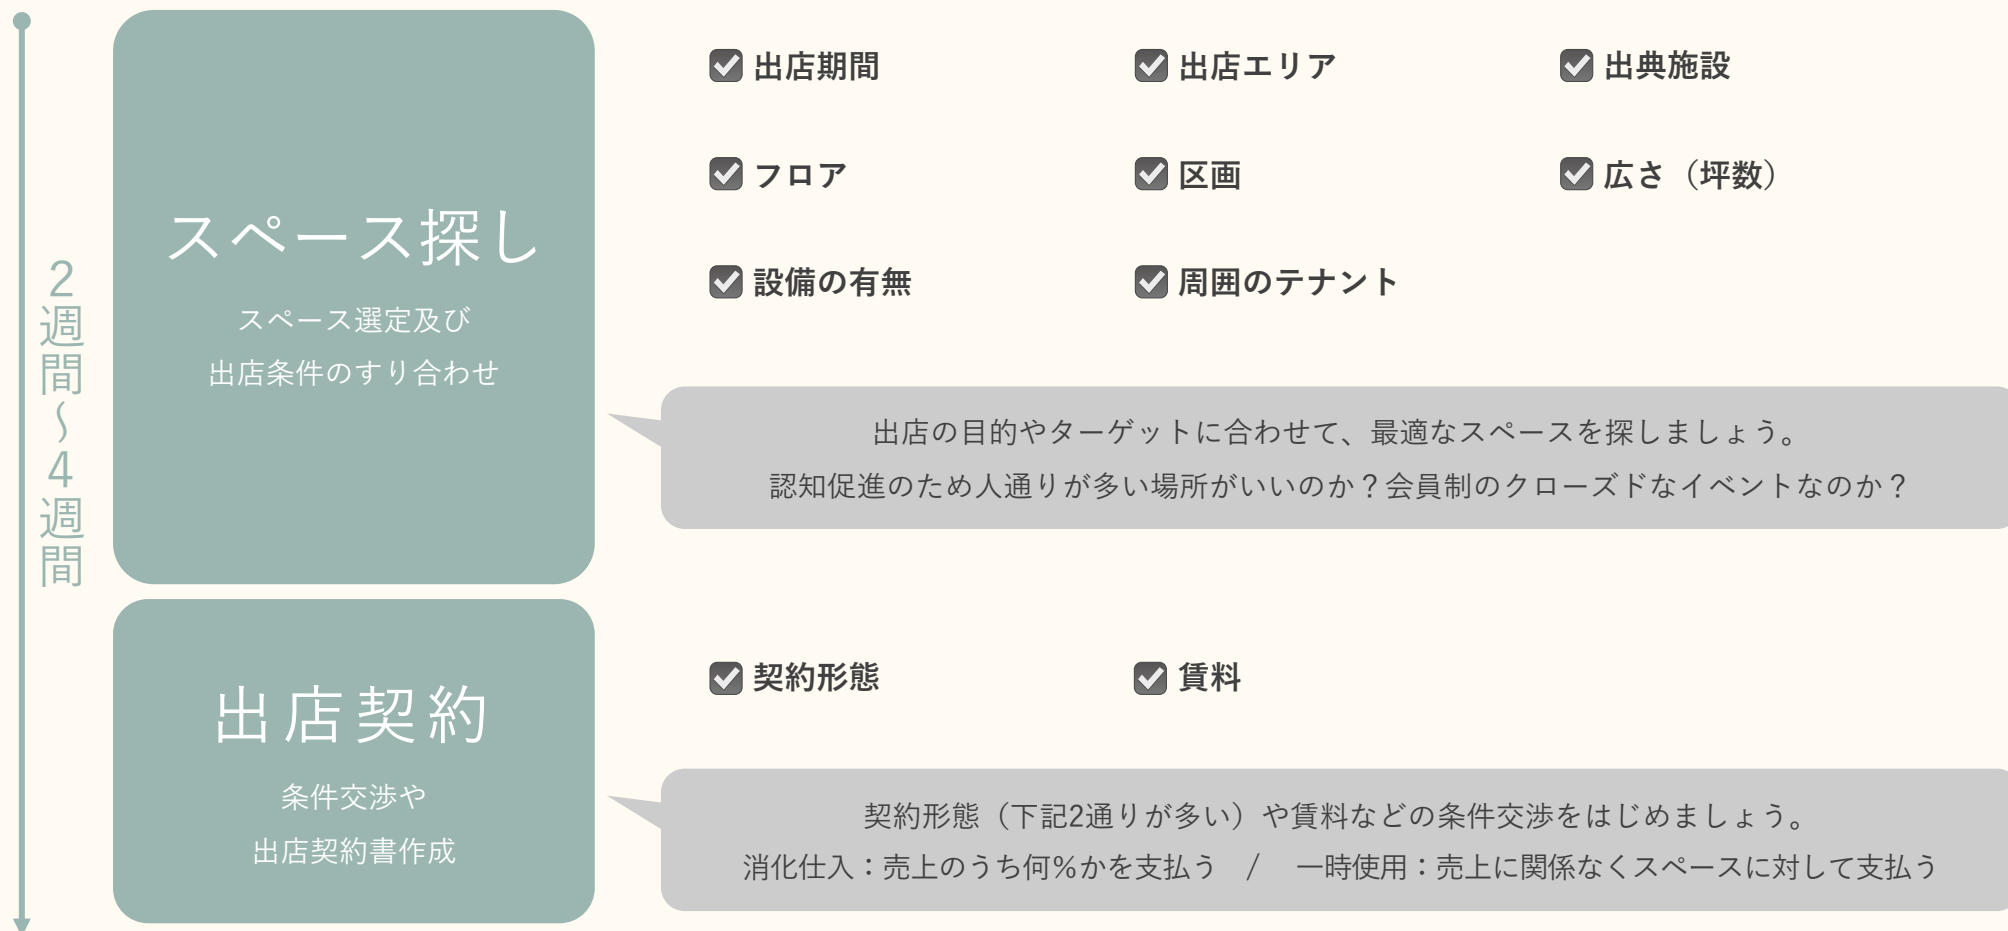 2週間〜4週間
スペース探し
スペース選定及び
出店条件のすり合わせ
出店期間
出店エリア
出典施設
フロア
区画
広さ（坪数）
設備の有無
周囲のテナント
出店の目的やターゲットに合わせて、最適なスペースを探しましょう。
認知促進のため人通りが多い場所がいいのか？会員制のクローズドなイベントなのか？
出店契約
条件交渉や
出店契約書作成
契約形態
賃料
契約形態（下記2通りが多い）や賃料などの条件交渉をはじめましょう。
消化仕入：売上のうち何%かを支払う　/　一時使用：売上に関係なくスペースに対して支払う